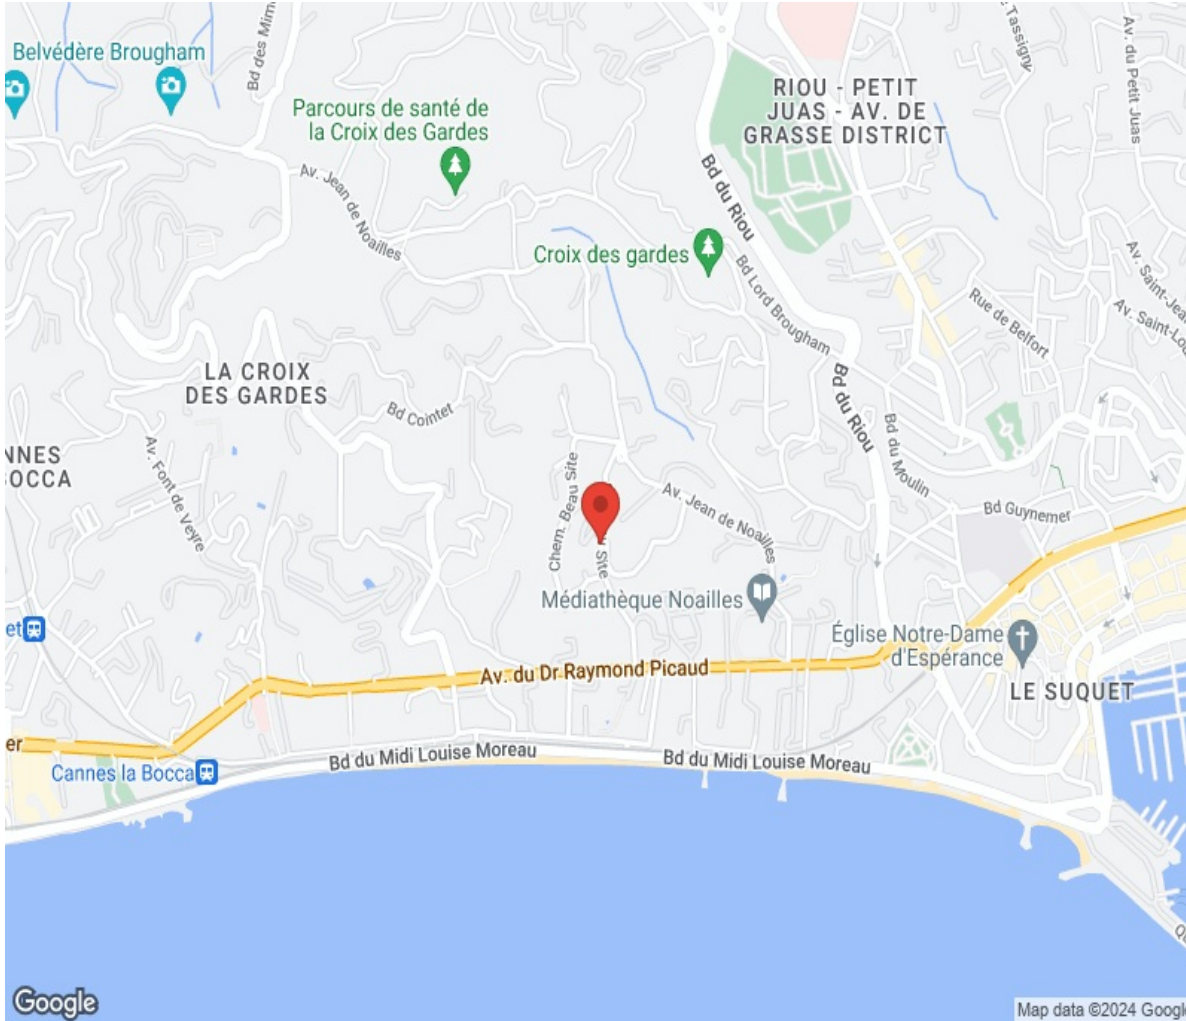 Belvédère Brougham
Bd des Mim
Parcours de santé de
la Croix des Gardes
Av. Jean de Noailles
RIOU - PETIT
JUAS - AV. DE
GRASSE DISTRICT
Tassigny
Av. du Petit Juas
Bd du Riou
Croix des gardes
Bd Lord Brougham
Rue de Belfort
Av. Saint-Jea
Av. Saint-Lou
LA CROIX
DES GARDES
Bd Cointet
Bd du Riou
Bd du Moulin
NNES
BOCCA
Av. Font de Veyre
Chem. Beau Site
Site
Av. Jean de Noailles
Bd Guynemer
Médiathèque Noailles
et
Église Notre-Dame
d'Espérance
Av. du Dr Raymond Picaud
LE SUQUET
er
Cannes la Bocca
Bd du Midi Louise Moreau
Bd du Midi Louise Moreau
Google
Map data ©2024 Google